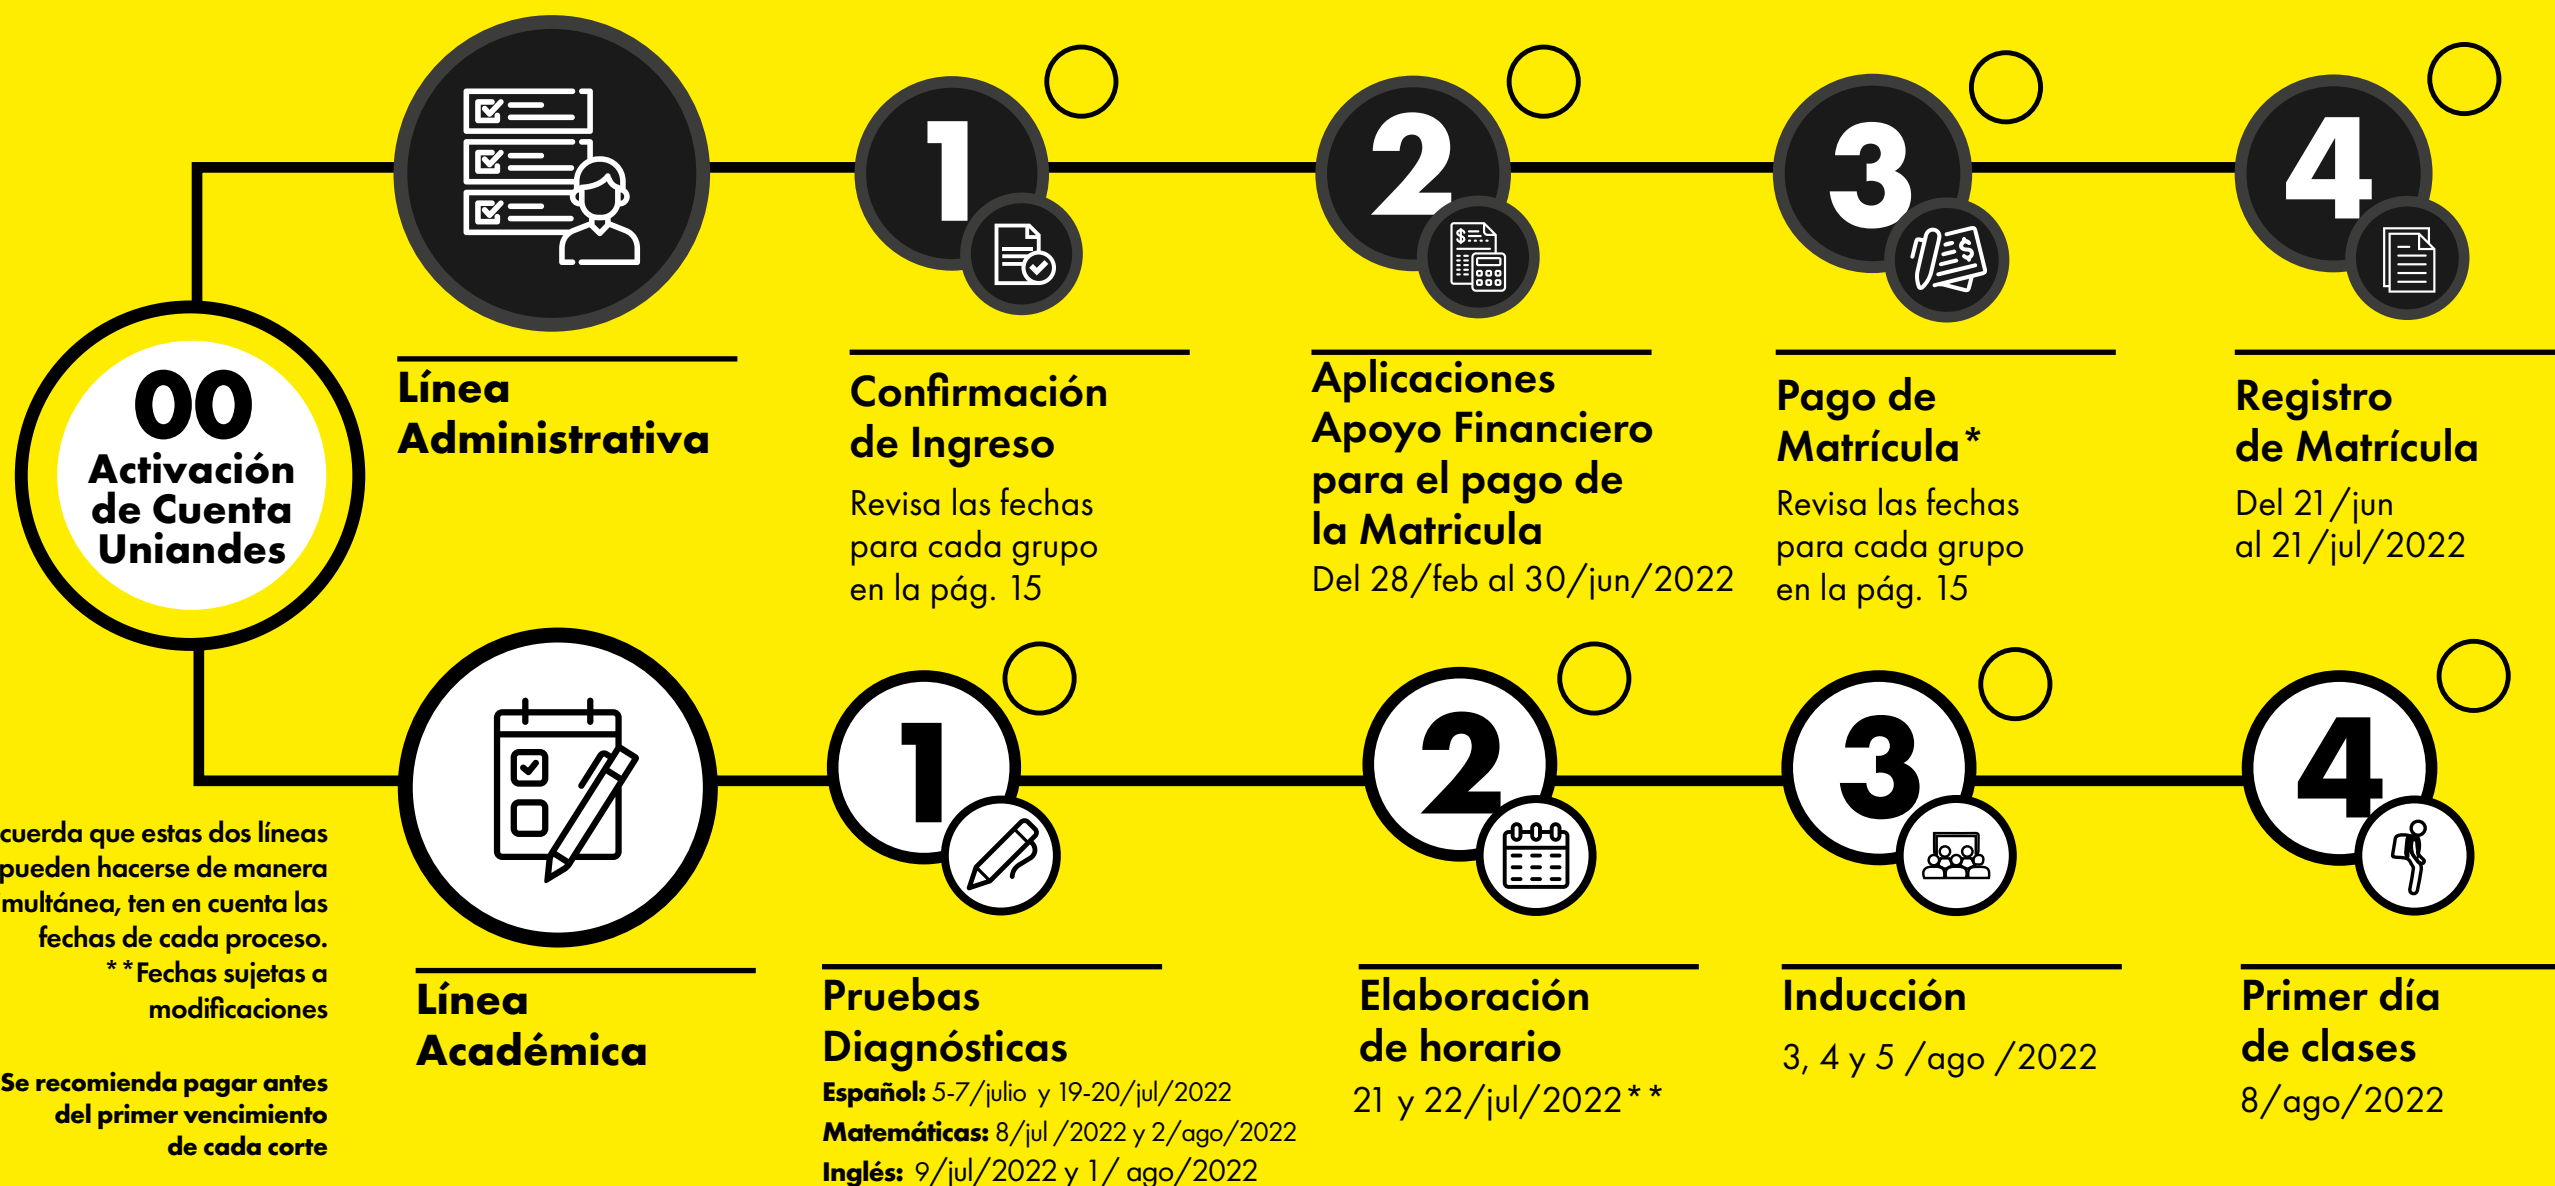 00
Activación
de Cuenta
Uniandes
Línea
Administrativa
1
Confirmación
de Ingreso
Revisa las fechas
para cada grupo
en la pág. 15
2
Aplicaciones
Apoyo Financiero
para el pago de
la Matricula
Del 28/feb al 30/jun/2022
3
Pago de
Matrícula*
Revisa las fechas
para cada grupo
en la pág. 15
4
Registro
de Matrícula
Del 21/jun
al 21/jul/2022
cuerda que estas dos líneas
pueden hacerse de manera
multánea, ten en cuenta las
fechas de cada proceso.
**Fechas sujetas a
modificaciones
Se recomienda pagar antes
del primer vencimiento
de cada corte
Línea
Académica
1
Pruebas
Diagnósticas
Español: 5-7/julio y 19-20/jul/2022
Matemáticas: 8/jul /2022 y 2/ago/2022
Inglés: 9/jul/2022 y 1/ ago/2022
2
Elaboración
de horario
21 y 22/jul/2022**
3
Inducción
3, 4 y 5 /ago /2022
4
Primer día
de clases
8/ago/2022